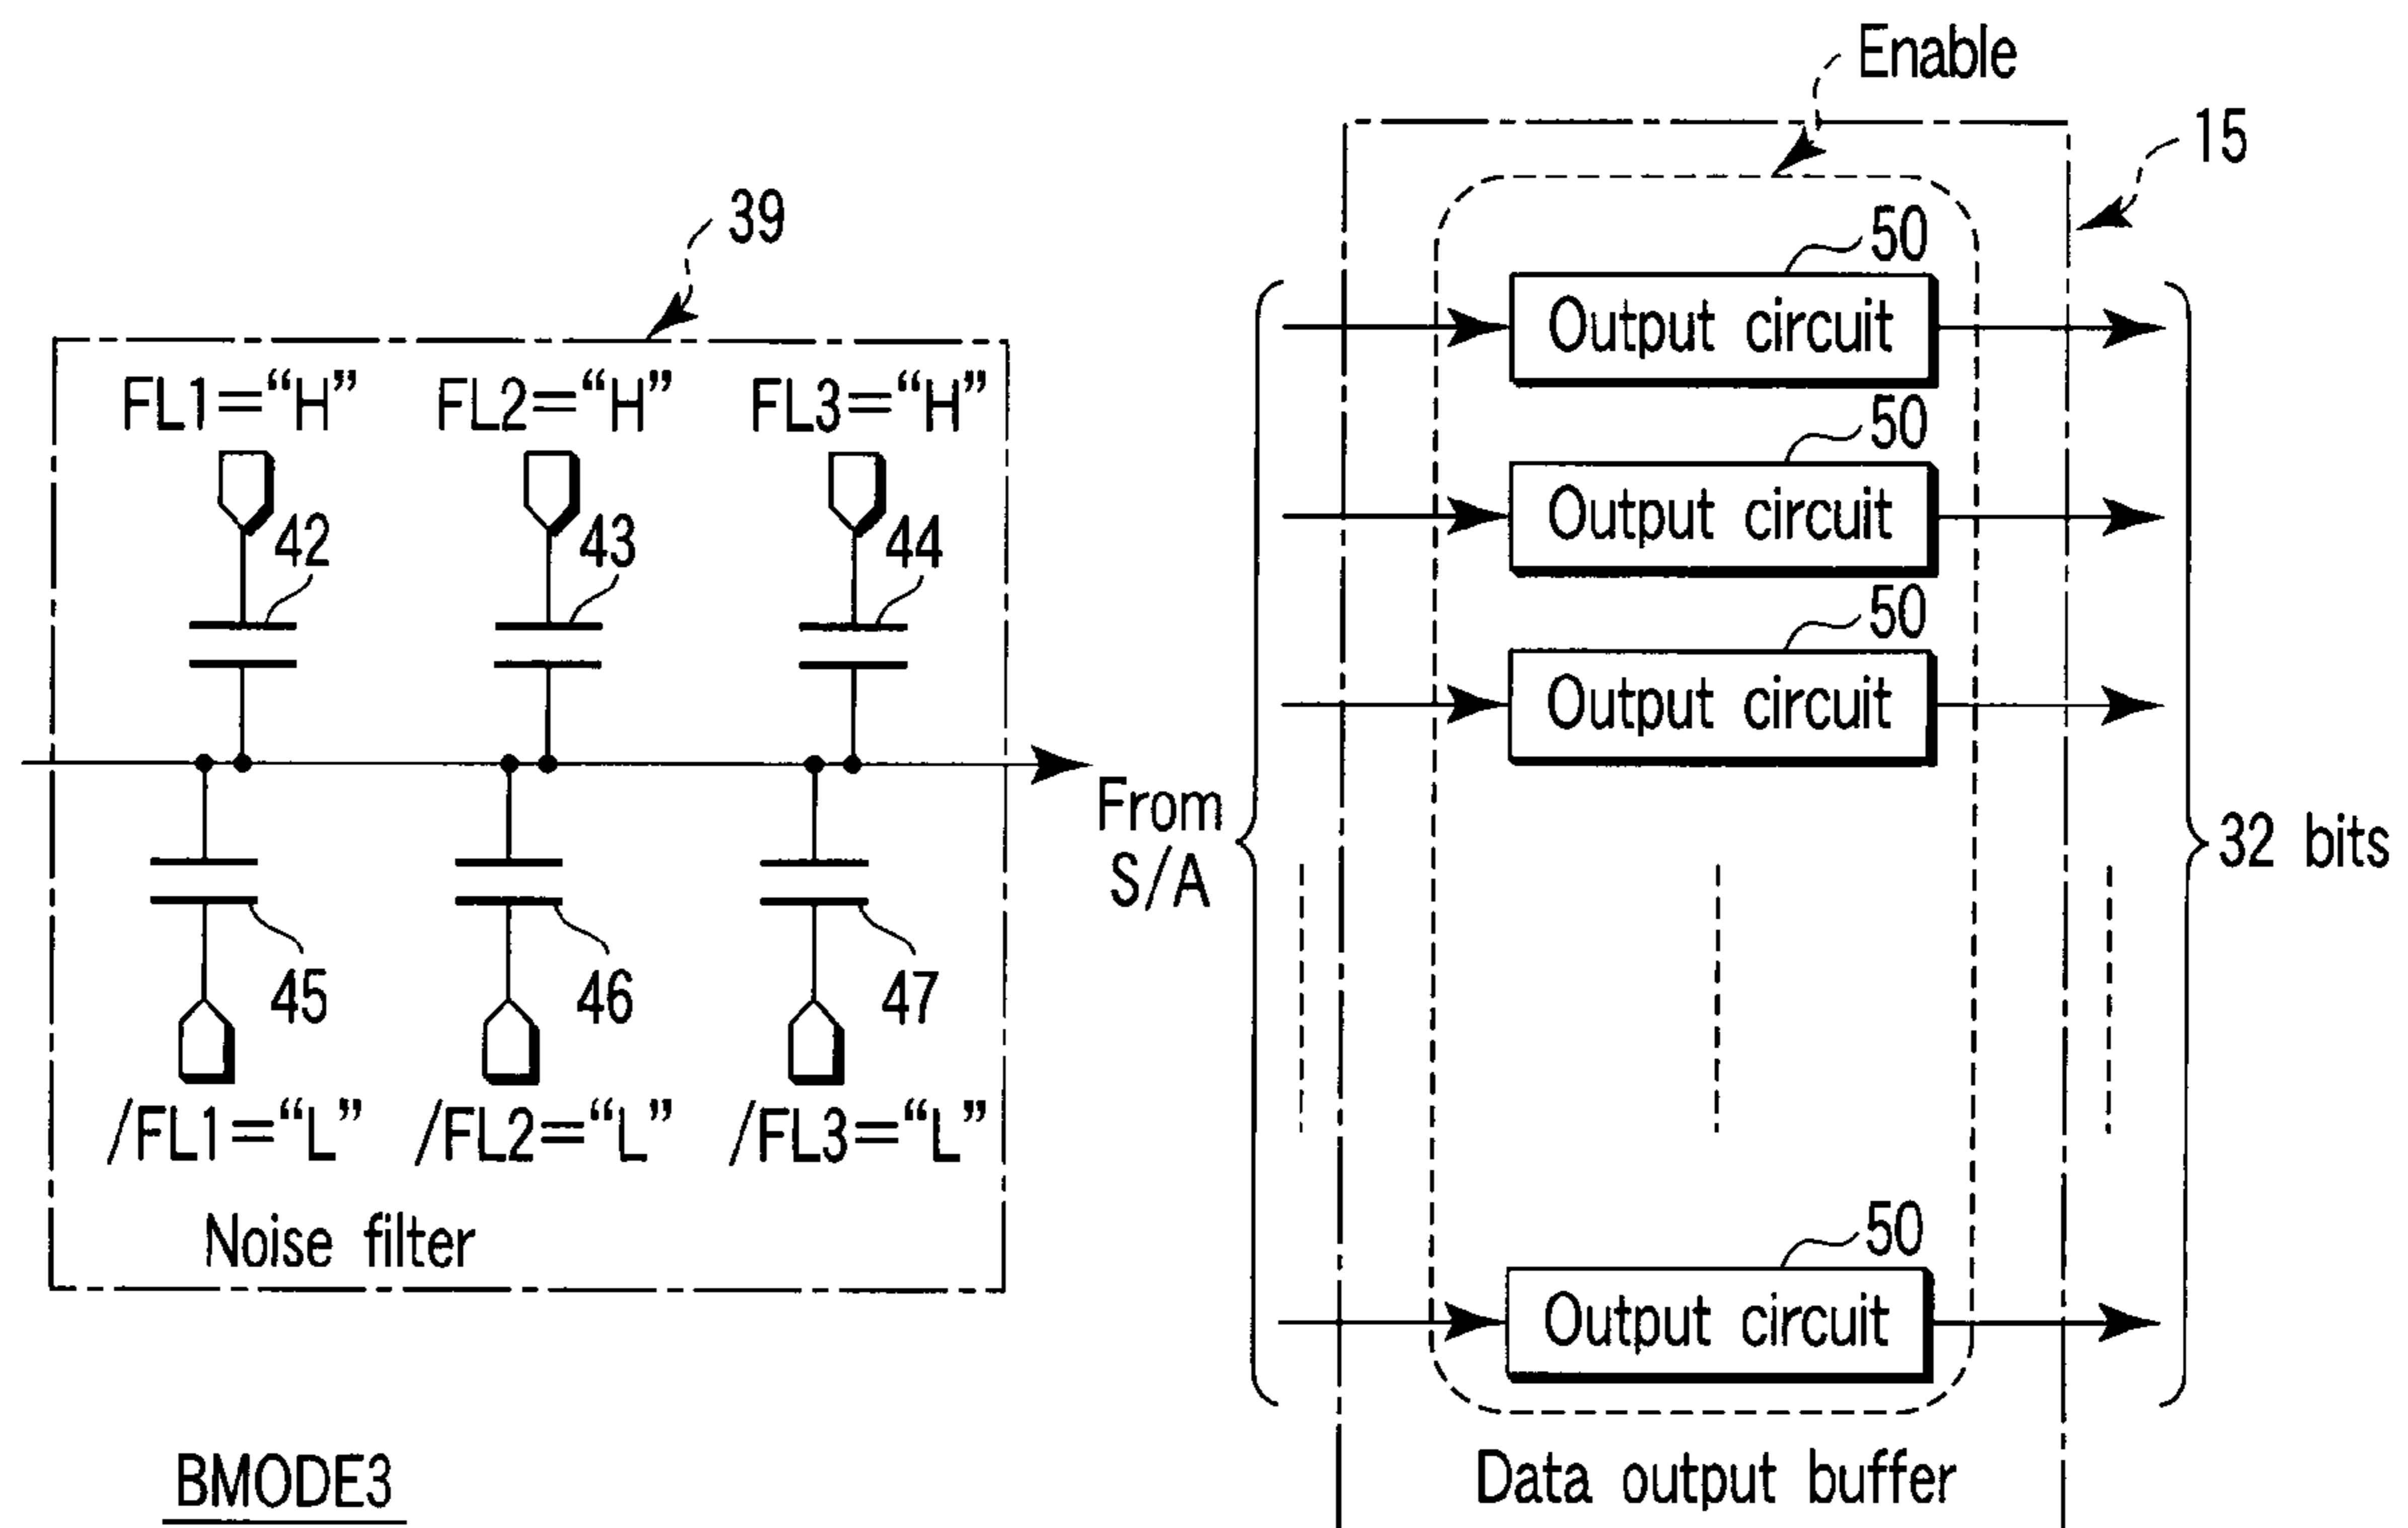 Enable
15
39
50
Output circuit
FL1=“H” FL2=“H” FL3=“H”
50
Output circuit
42 43 44
50
Output circuit
From
S/A
32 bits
45 46 47
/FL1=“L” /FL2=“L” /FL3=“L”
Noise filter
50
Output circuit
BMODE3
Data output buffer